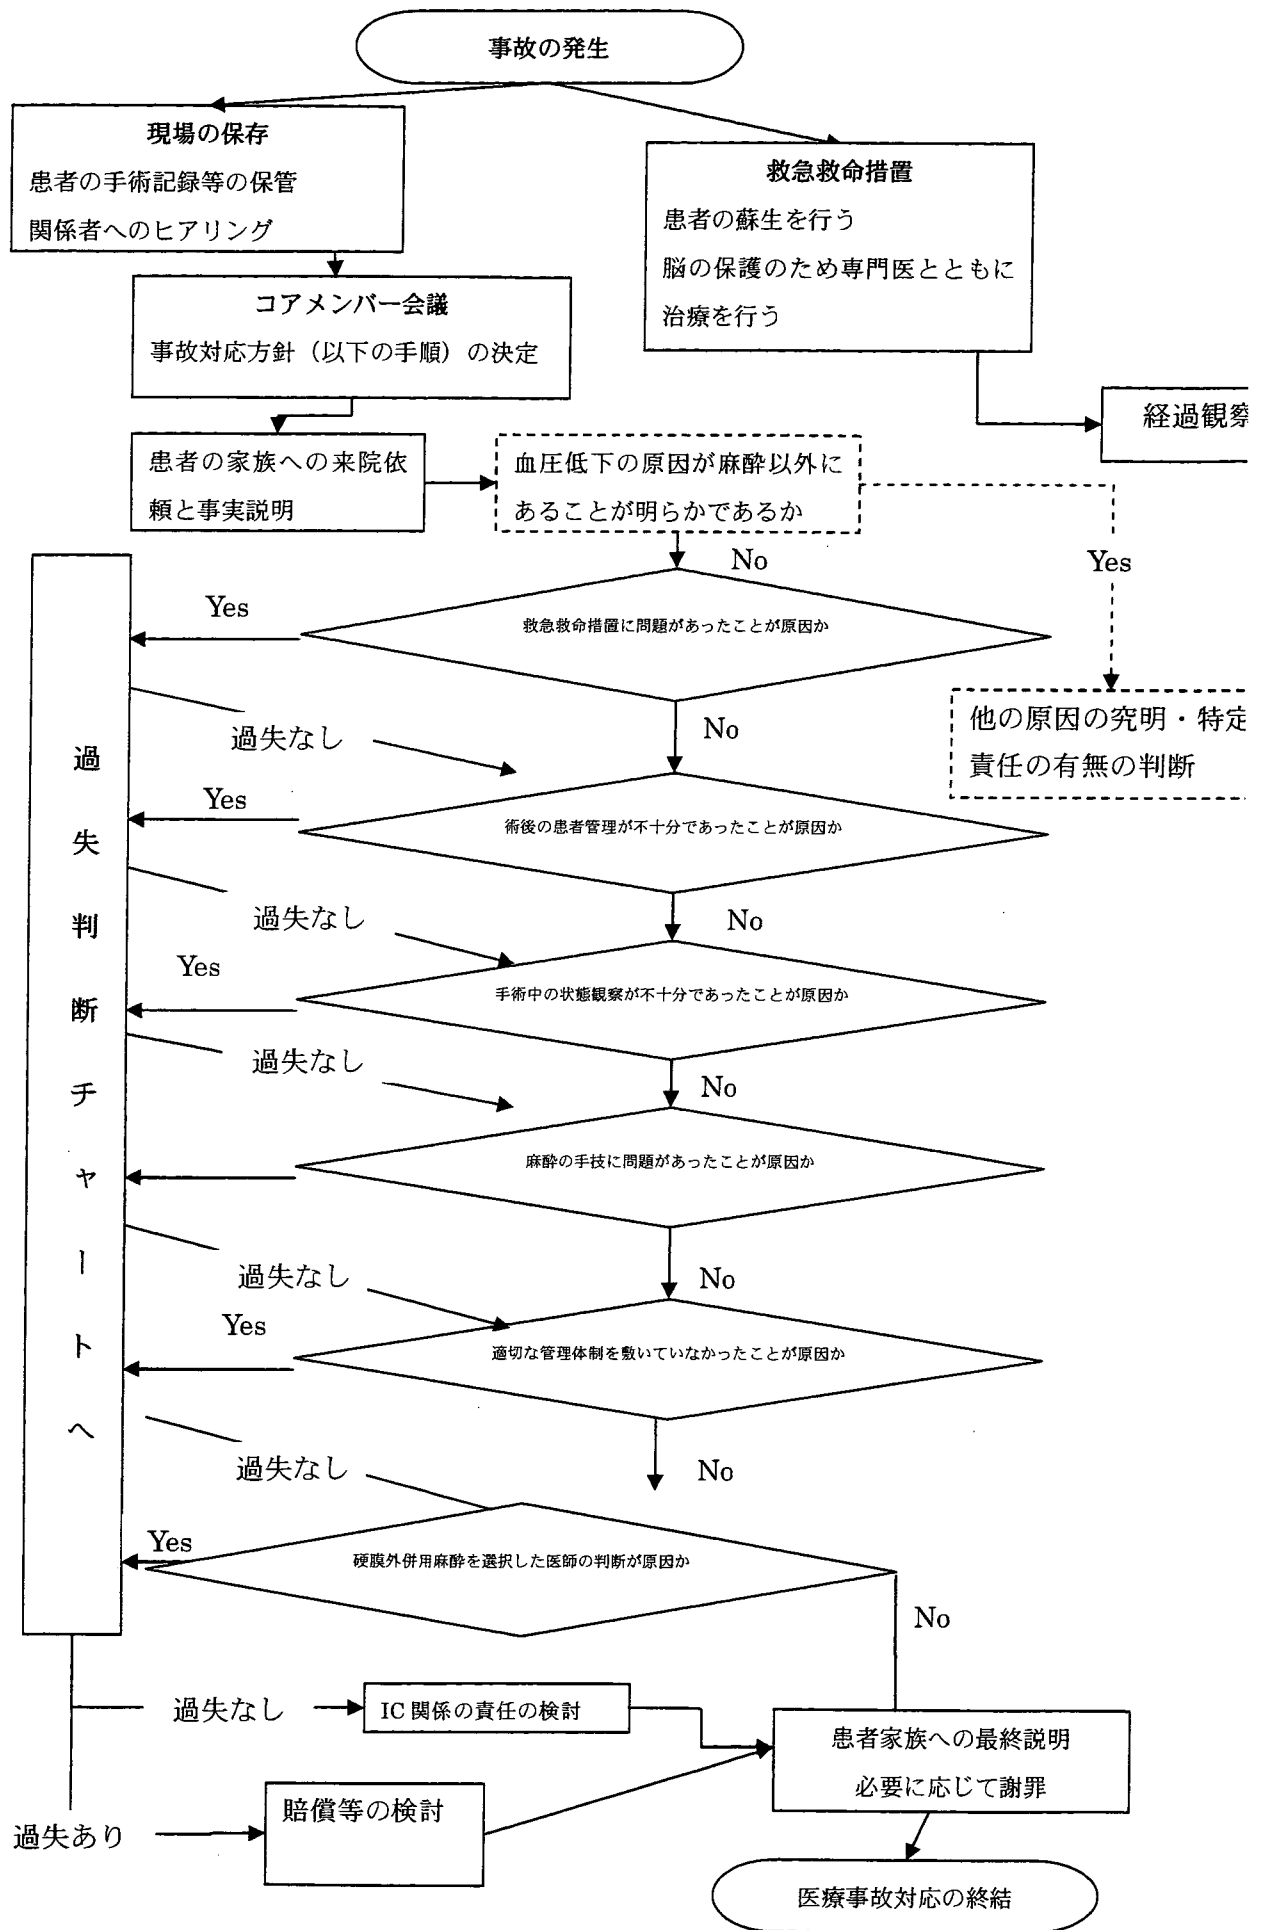 事故の発生
現場の保存
患者の手術記録等の保管
関係者へのヒアリング
救急救命措置
患者の蘇生を行う
脳の保護のため専門医とともに
治療を行う
コアメンバー会議
事故対応方針（以下の手順）の決定
経過観察
患者の家族への来院依
頼と事実説明
血圧低下の原因が麻酔以外に
あることが明らかであるか
No
Yes
Yes
救急救命措置に問題があったことが原因か
過失なし
No
他の原因の究明・特定
責任の有無の判断
Yes
術後の患者管理が不十分であったことが原因か
過失なし
No
Yes
手術中の状態観察が不十分であったことが原因か
過失なし
No
麻酔の手技に問題があったことが原因か
過失なし
No
Yes
適切な管理体制を敷いていなかったことが原因か
過失なし
No
Yes
硬膜外併用麻酔を選択した医師の判断が原因か
No
過失判断チャートへ
過失なし
IC 関係の責任の検討
患者家族への最終説明
必要に応じて謝罪
過失あり
賠償等の検討
医療事故対応の終結